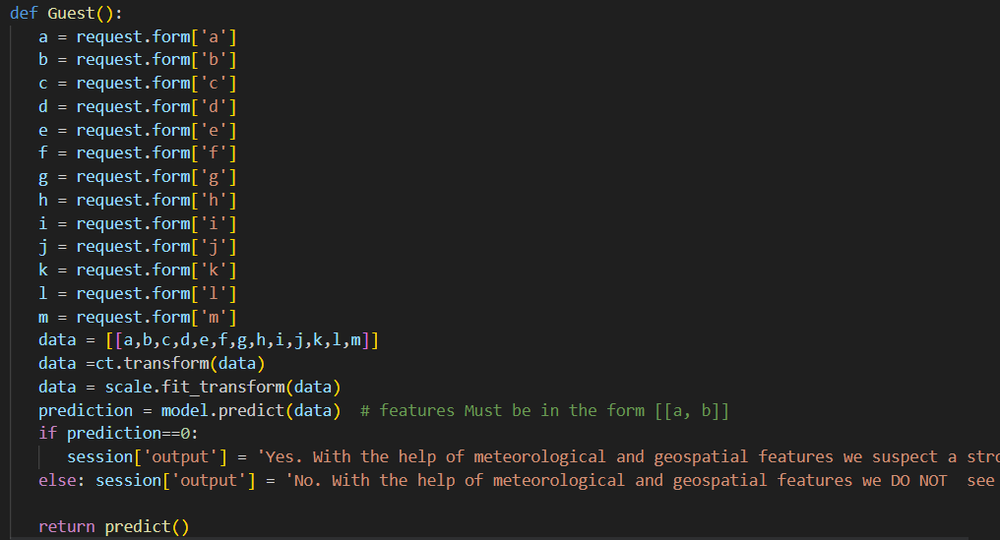 def Guest():
a = request.form['a']
b = request.form['b']
c = request.form['c']
d = request.form['d']
e = request.form['e']
f = request.form['f']
g = request.form['g']
h = request.form['h']
i = request.form['i']
j = request.form['j']
k = request.form['k']
l = request.form['l']
m = request.form['m']
data = [[a,b,c,d,e,f,g,h,i,j,k,l,m]]
data =ct.transform(data)
data = scale.fit_transform(data)
prediction = model.predict(data)  # features Must be in the form [[a, b]]
if prediction==0:
session['output'] = 'Yes. With the help of meteorological and geospatial features we suspect a
else: session['output'] = 'No. With the help of meteorological and geospatial features we DO NOT  see
return predict()